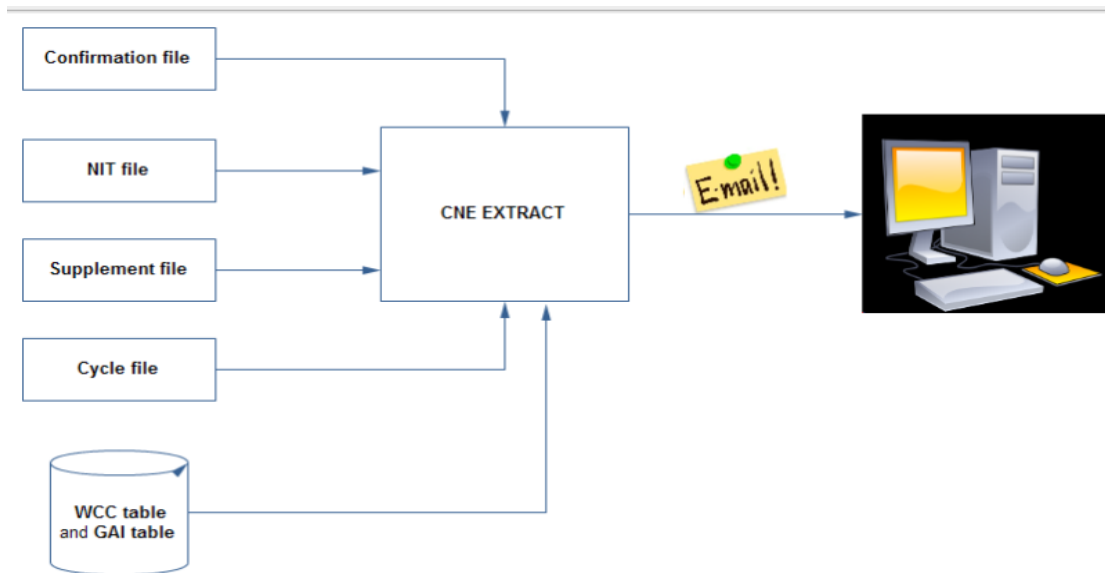 Confirmation file
NIT file
Supplement file
Cycle file
WCC table
and GAI table
CNE EXTRACT
E-mail!